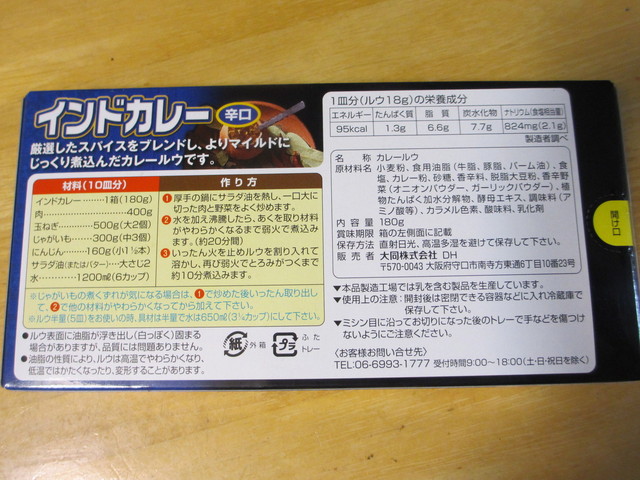 インドカレー 辛口
厳選したスパイスをブレンドし、よりマイルドに
じっくり煮込んだカレールウです。
材料(10皿分)
インドカレー……1箱(180g)
肉……400g
玉ねぎ……500g(大2個)
じゃがいも……300g(中3個)
にんじん……160g(小1½本)
サラダ油(またはバター)…大さじ2
水……1200mℓ(6カップ)
作り方
❶厚手の鍋にサラダ油を熱し、一口大に
切った肉と野菜をよく炒めます。
❷水を加え沸騰したら、あくを取り材料
がやわらかくなるまで弱火で煮込みま
す。(約20分間)
❸いったん火を止めルウを割り入れて
溶かし、再び弱火でとろみがつくまで
約10分煮込みます。
※じゃがいもの煮くずれが気になる場合は、❶で炒めた後いったん取り出し
て、❷で他の材料がやわらかくなってから加えて下さい。
※ルウ半量(5皿)をお使いの時、具材は半量で水は650mℓ(3¼カップ)にして下さい。
●ルウ表面に油脂が浮き出し(白っぽく)固まる
場合がありますが、品質には問題ありません。
●油脂の性質により、ルウは高温でやわらかくなり、
低温ではかたくなったり、変形することがあります。
紙 外箱
プラ ふた トレー
1皿分(ルウ18g)の栄養成分
エネルギー たんぱく質 脂質 炭水化物 ナトリウム(食塩相当量)
95kcal 1.3g 6.6g 7.7g 824mg(2.1g)
製造者調べ
名称 カレールウ
原材料名 小麦粉、食用油脂(牛脂、豚脂、パーム油)、食
塩、カレー粉、砂糖、香辛料、脱脂大豆粉、香辛野
菜(オニオンパウダー、ガーリックパウダー)、植
物たんぱく加水分解物、酵母エキス、調味料(ア
ミノ酸等)、カラメル色素、酸味料、乳化剤
内容量 180g
賞味期限 箱の左側面に記載
保存方法 直射日光、高温多湿を避けて保存して下さい。
販売者 大同株式会社 DH
〒570-0043 大阪府守口市南寺方東通6丁目10番23号
▼本品製造工場では乳を含む製品を生産しています。
▼使用上の注意:開封後は密閉できる容器などに入れ冷蔵庫で
保存して下さい。
▼ミシン目に沿ってお切りになった後のトレーで手などを傷つけ
ないようにご注意ください。
〈お客様お問い合せ先〉
TEL:06-6993-1777 受付時間9:00〜18:00(土・日・祝日を除く)
開け口